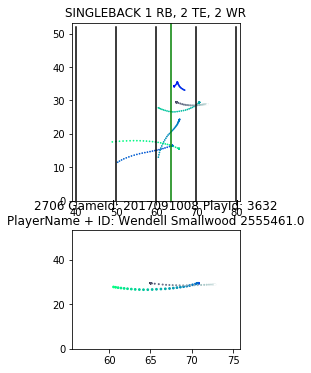 SINGLEBACK 1 RB, 2 TE, 2 WR
50
40
30
20
10
0
40 50 60 70 80
2706 GameId: 2017091008 PlayId: 3632
PlayerName + ID: Wendell Smallwood 2555461.0
40
20
0
60 65 70 75